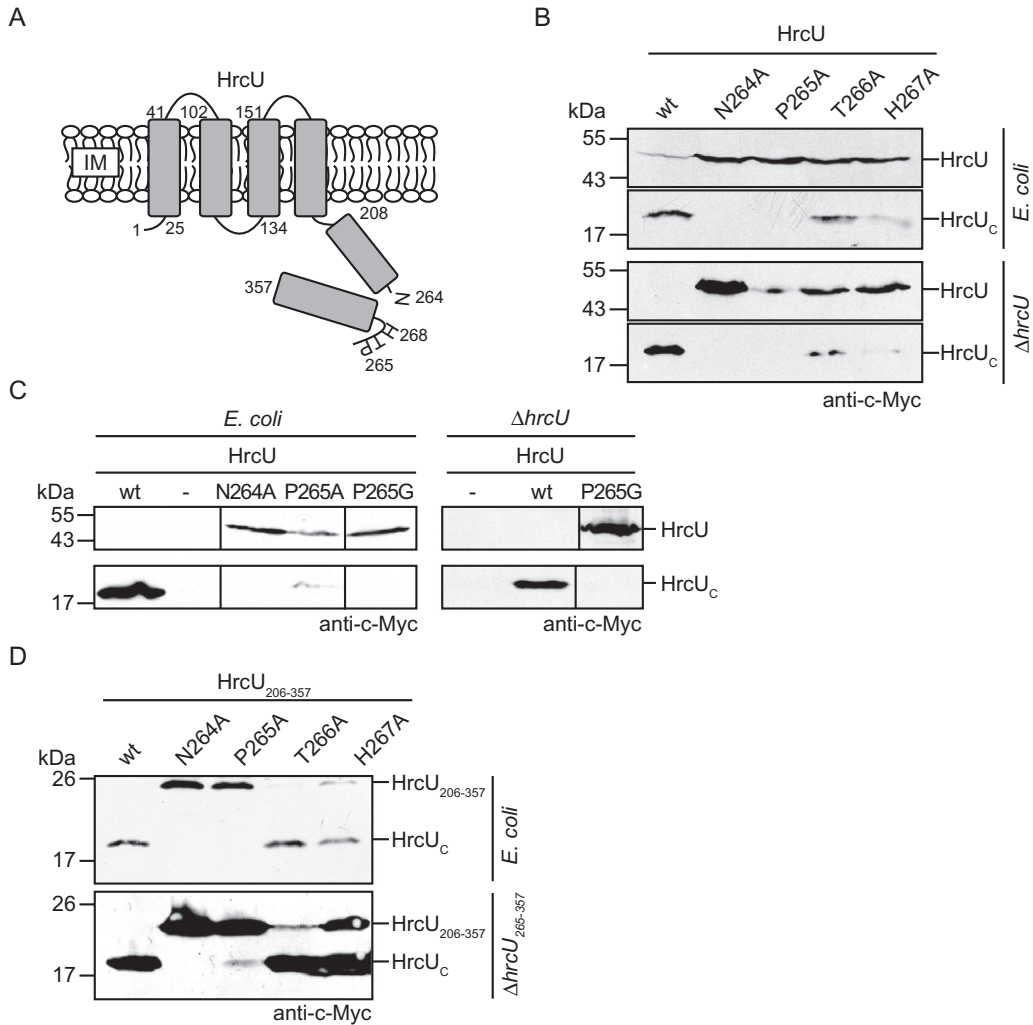 A
HrcU
41 102 151
IM
1 25 134 208
357
N 264
H 268
T
P
265
B
HrcU
kDa wt N264A P265A T266A H267A
55
43
HrcU
17
HrcUC
E. coli
55
43
HrcU
17
HrcUC
ΔhrcU
anti-c-Myc
C
E. coli ΔhrcU
HrcU HrcU
kDa wt - N264A P265A P265G - wt P265G
55
43
HrcU
17
HrcUC
anti-c-Myc anti-c-Myc
D
HrcU206-357
kDa wt N264A P265A T266A H267A
26
HrcU206-357
HrcUC
17
E. coli
26
HrcU206-357
HrcUC
17
ΔhrcU265-357
anti-c-Myc